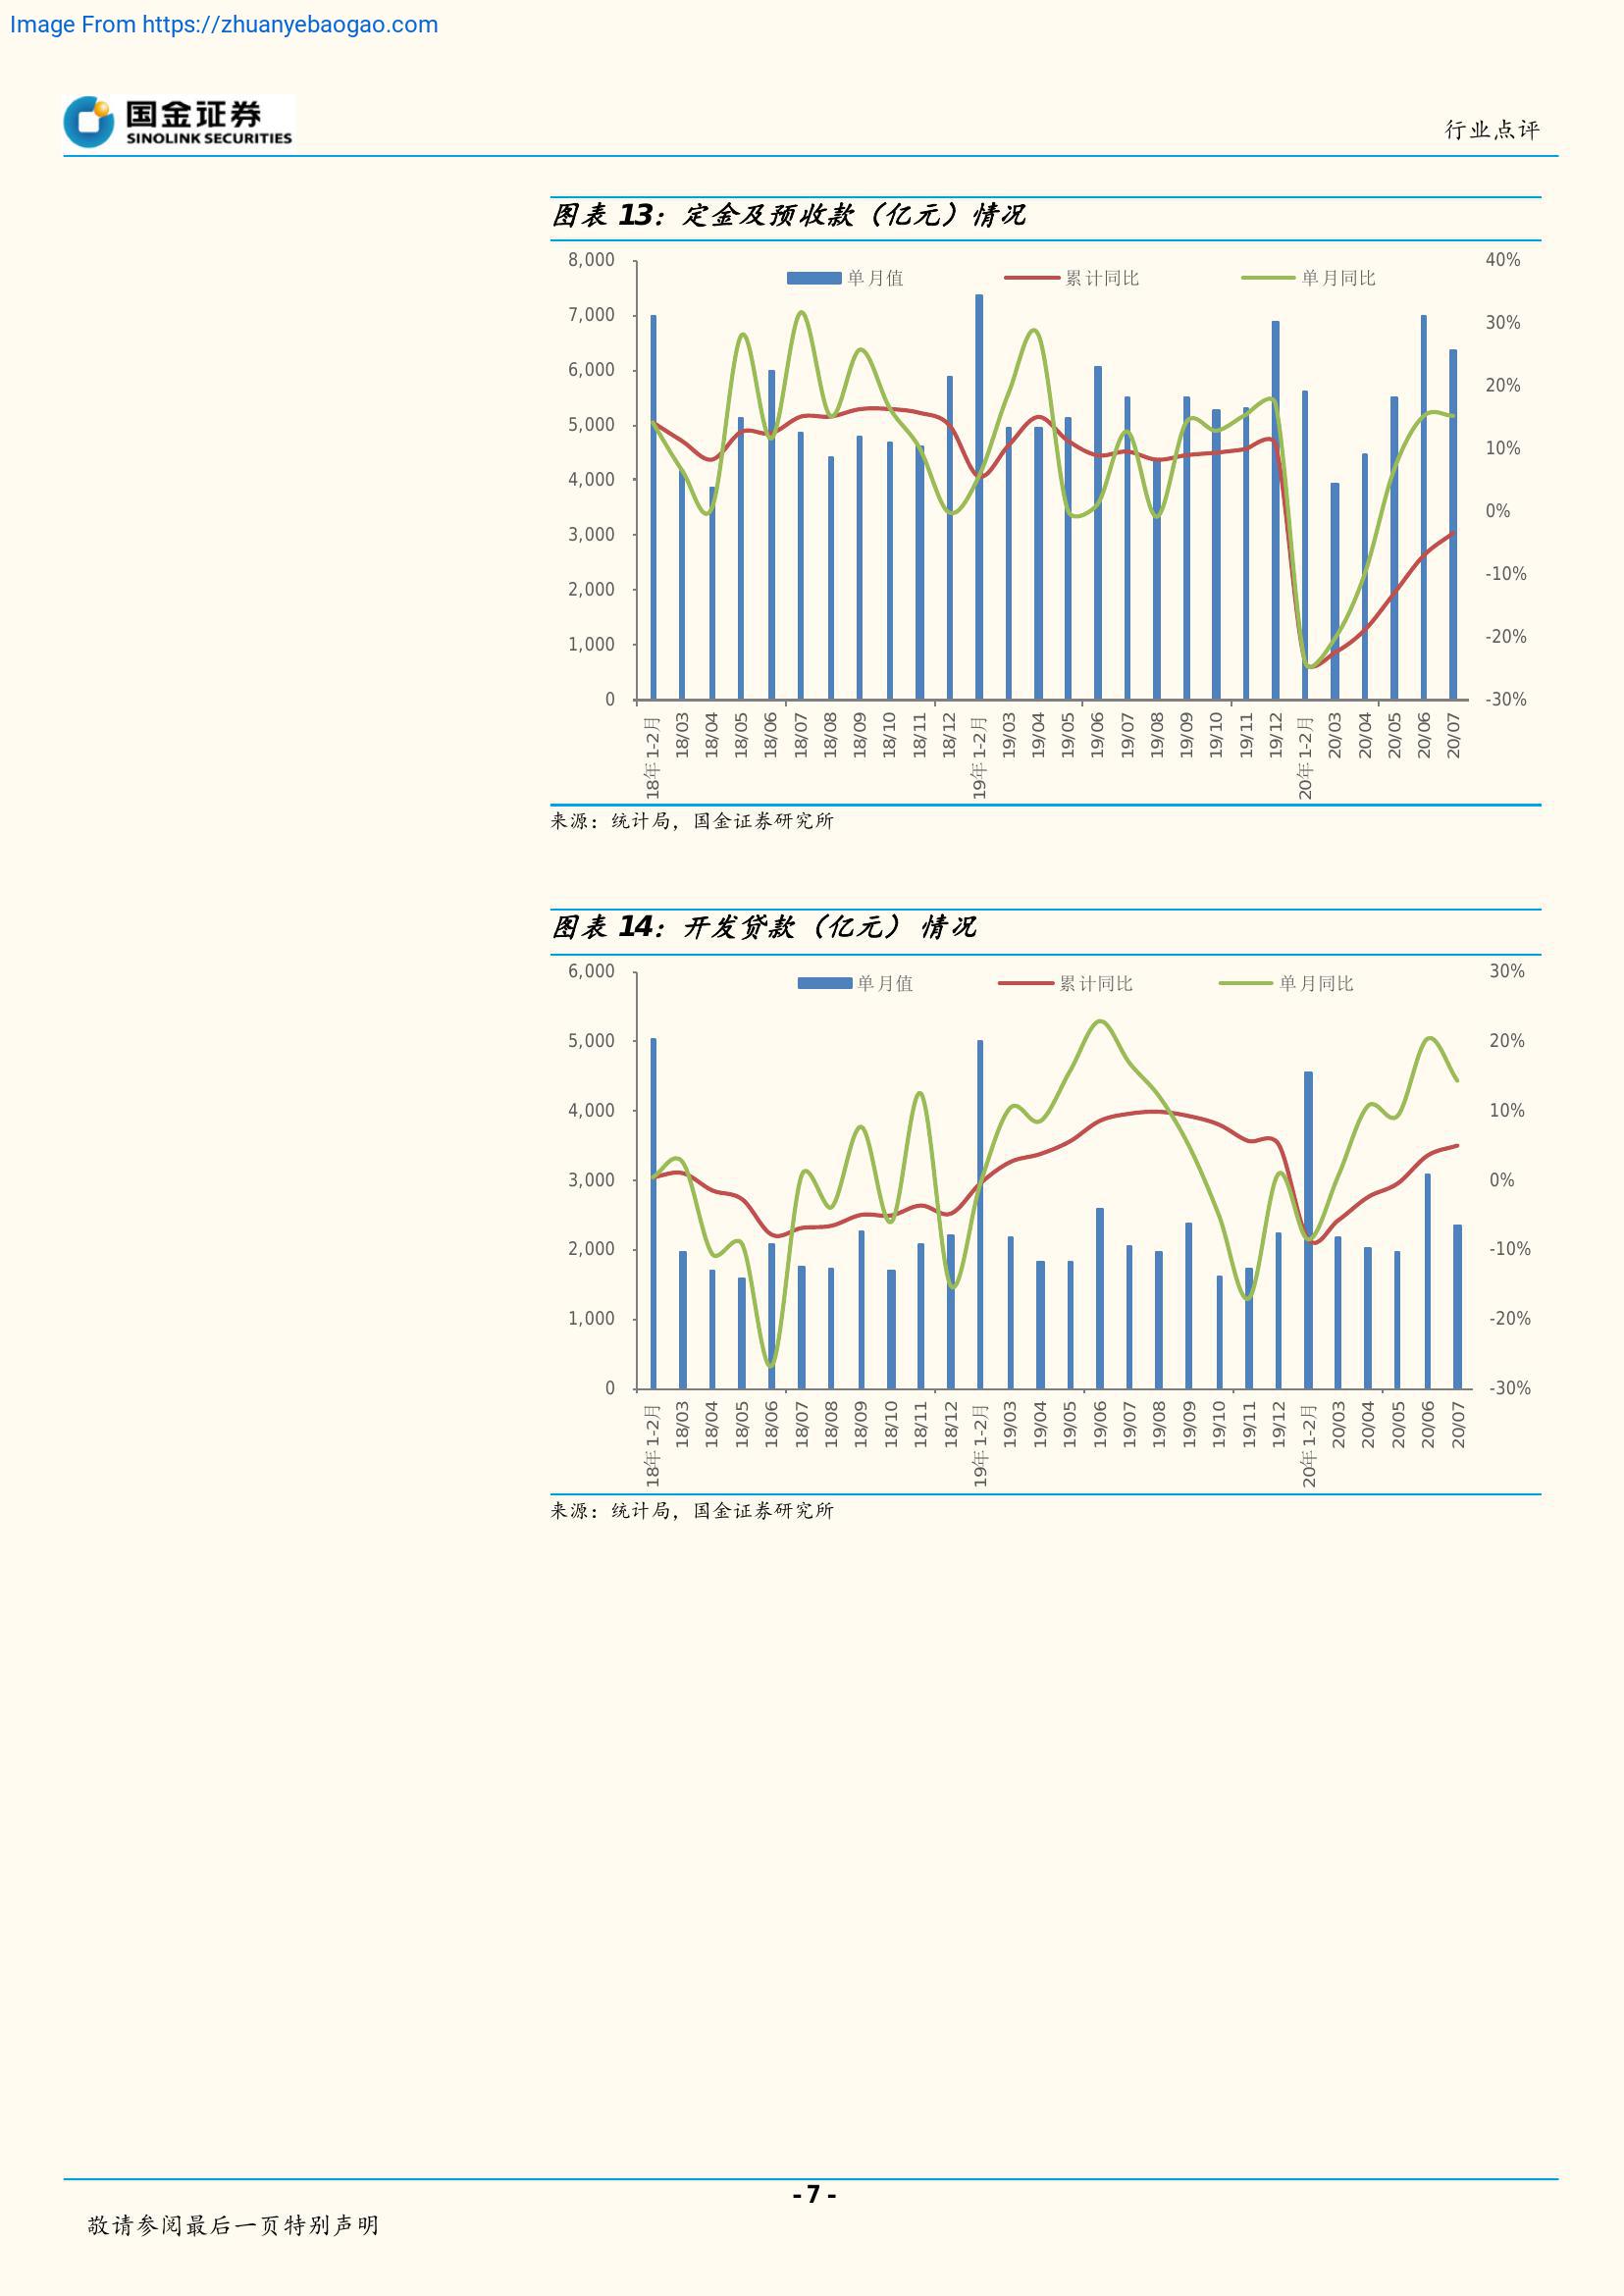 Image From https://zhuanyebaogao.com
国金证券
SINOLINK SECURITIES
行业点评
图表 13：定金及预收款（亿元）情况
8,000
7,000
6,000
5,000
4,000
3,000
2,000
1,000
0
单月值 累计同比 单月同比
40%
30%
20%
10%
0%
-10%
-20%
-30%
18年1-2月 18/03 18/04 18/05 18/06 18/07 18/08 18/09 18/10 18/11 18/12 19年1-2月 19/03 19/04 19/05 19/06 19/07 19/08 19/09 19/10 19/11 19/12 20年1-2月 20/03 20/04 20/05 20/06 20/07
来源：统计局，国金证券研究所
图表 14：开发贷款（亿元） 情况
6,000
5,000
4,000
3,000
2,000
1,000
0
单月值 累计同比 单月同比
30%
20%
10%
0%
-10%
-20%
-30%
18年1-2月 18/03 18/04 18/05 18/06 18/07 18/08 18/09 18/10 18/11 18/12 19年1-2月 19/03 19/04 19/05 19/06 19/07 19/08 19/09 19/10 19/11 19/12 20年1-2月 20/03 20/04 20/05 20/06 20/07
来源：统计局，国金证券研究所
- 7 -
敬请参阅最后一页特别声明